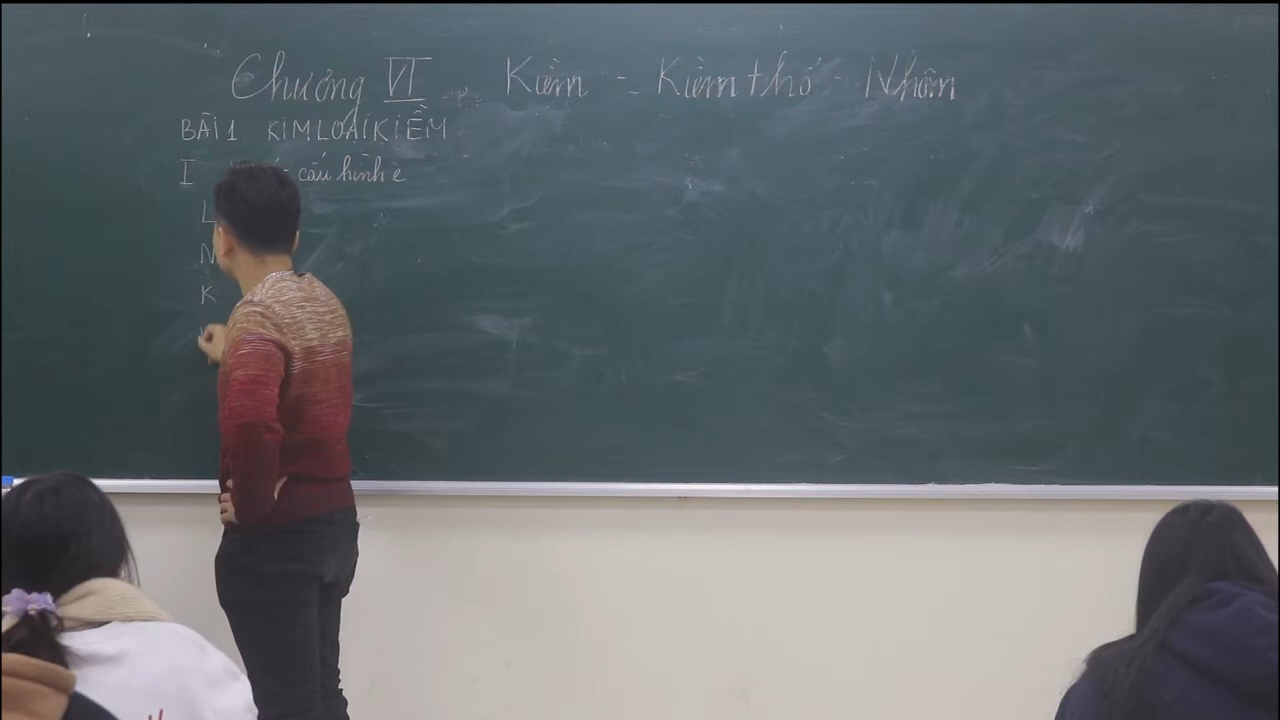 Chương VI Kiềm - Kiềm thổ - Nhôm
BÀI 1 KIM LOẠI KIỀM
I cấu hình e
L
N
K